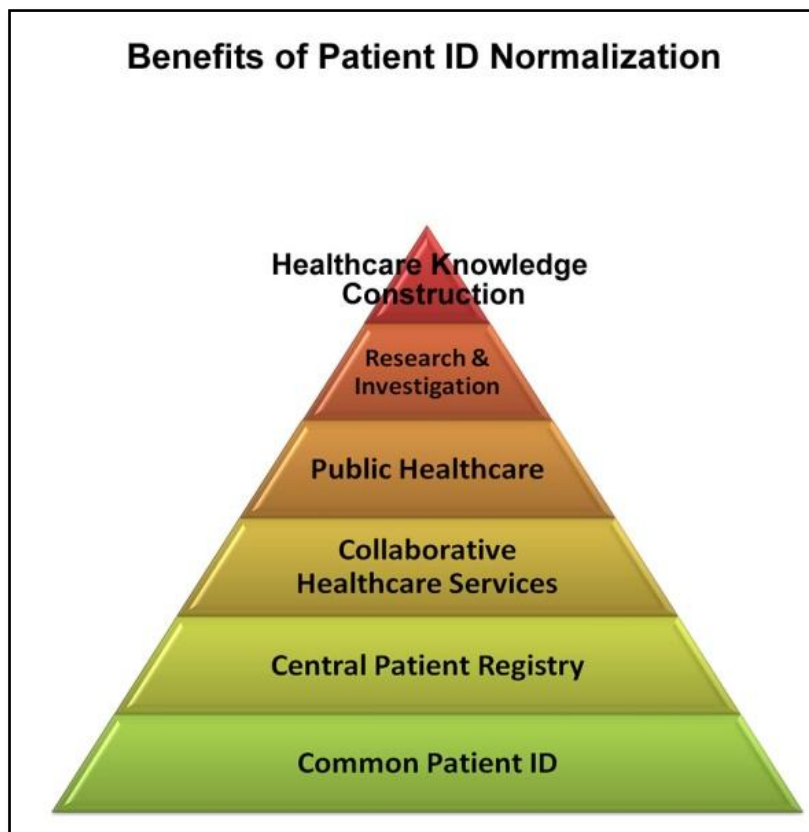 Benefits of Patient ID Normalization
Healthcare Knowledge
Construction
Research &
Investigation
Public Healthcare
Collaborative
Healthcare Services
Central Patient Registry
Common Patient ID